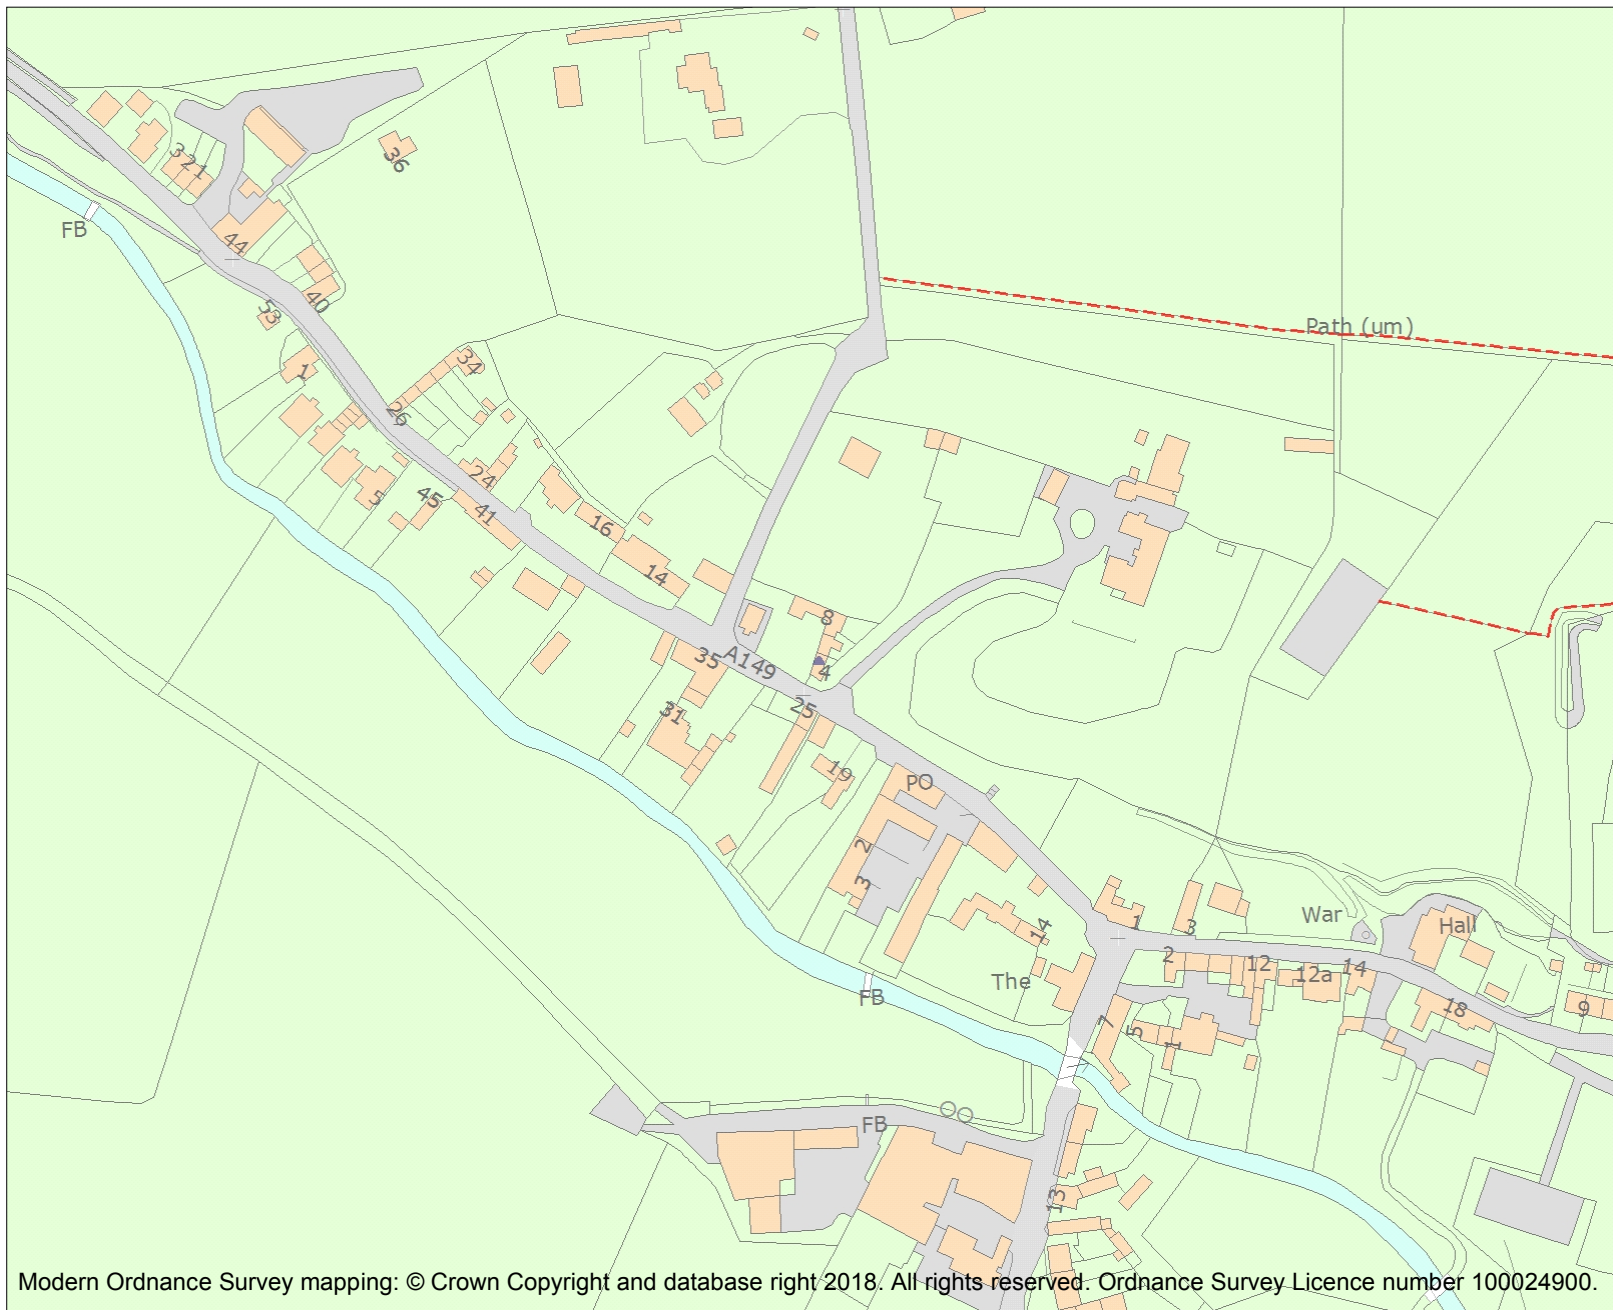 36
3 2 1
FB
44
40
53
1
34
26
24
5
45
41
16
14
Path (um)
8
4
35
A149
31
25
19
PO
2
3
14
The
1
3
War
Hall
2
12
12a
14
18
9
7
5
1
FB
FB
13
Modern Ordnance Survey mapping: © Crown Copyright and database right 2018. All rights reserved. Ordnance Survey Licence number 100024900.